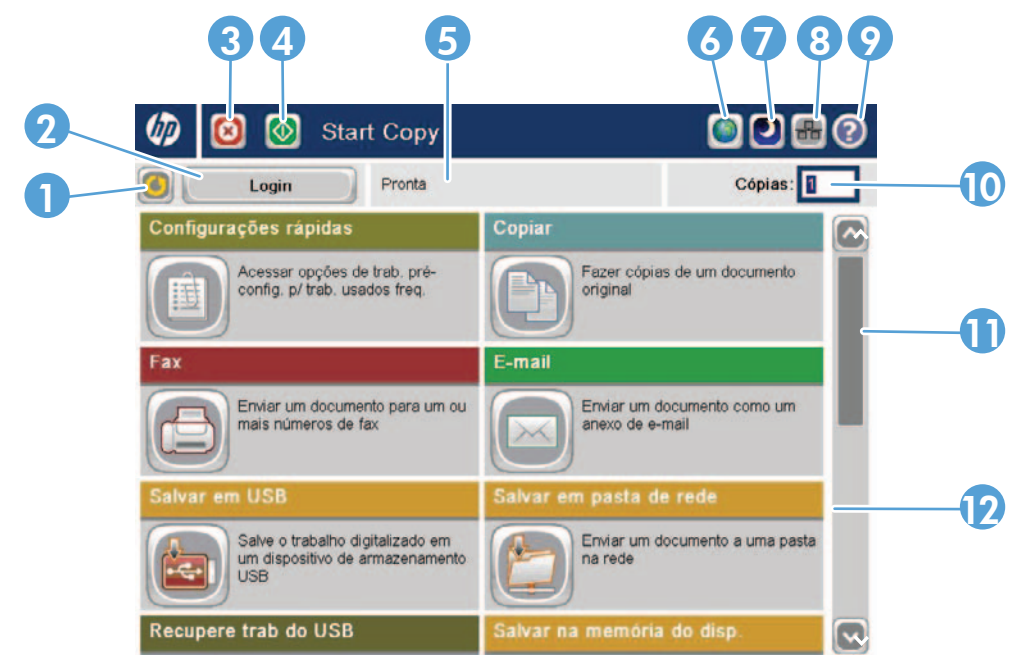 3 4 5 6 7 8 9
2
hp Start Copy
1 Login Pronta Cópias: 1 10
Configurações rápidas
Acessar opções de trab. pré-
config. p/ trab. usados freq.
Copiar
Fazer cópias de um documento
original
11
Fax
Enviar um documento para um ou
mais números de fax
E-mail
Enviar um documento como um
anexo de e-mail
Salvar em USB
Salve o trabalho digitalizado em
um dispositivo de armazenamento
USB
Salvar em pasta de rede
Enviar um documento a uma pasta
na rede
12
Recupere trab do USB
Salvar na memória do disp.